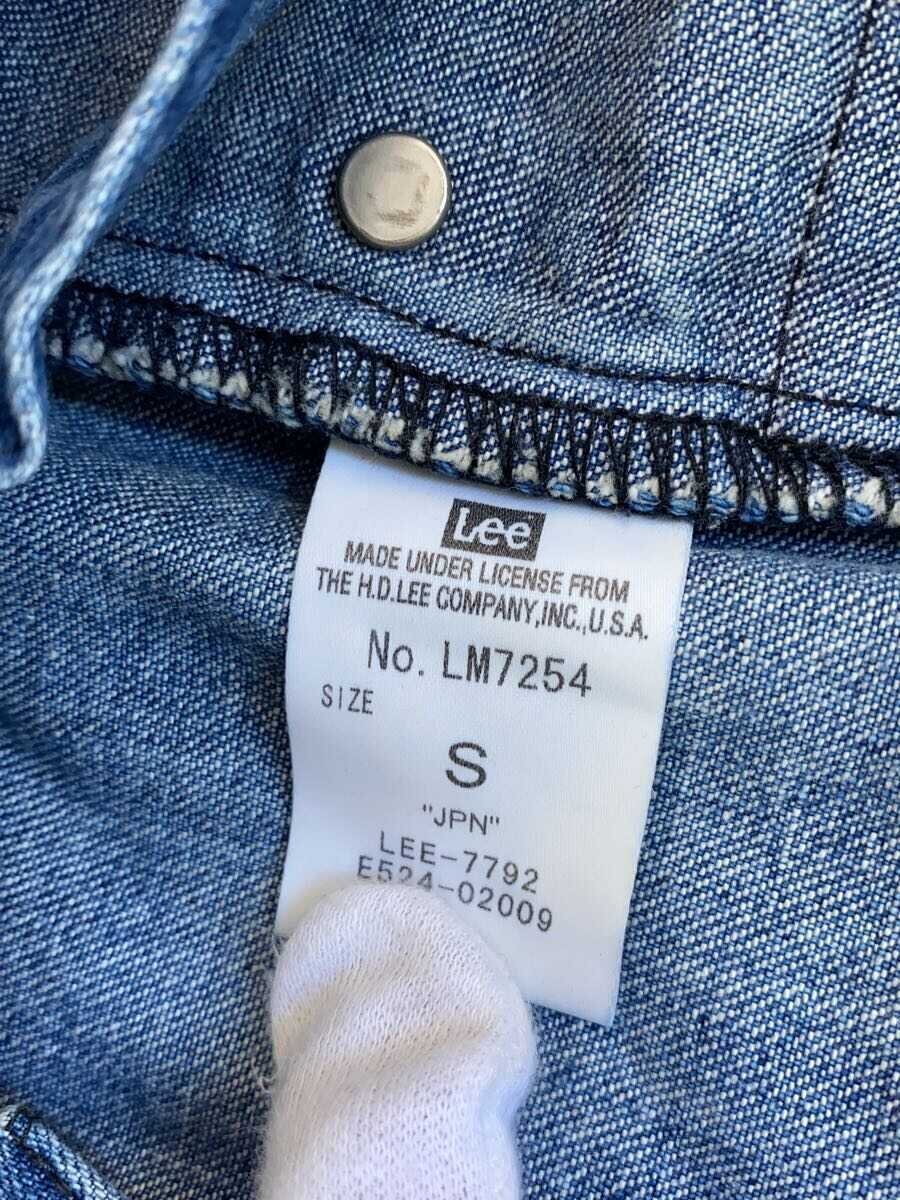 Lee
MADE UNDER LICENSE FROM
THE H.D.LEE COMPANY,INC.,U.S.A.
No. LM7254
SIZE
S
"JPN"
LEE-7792
E524-02009